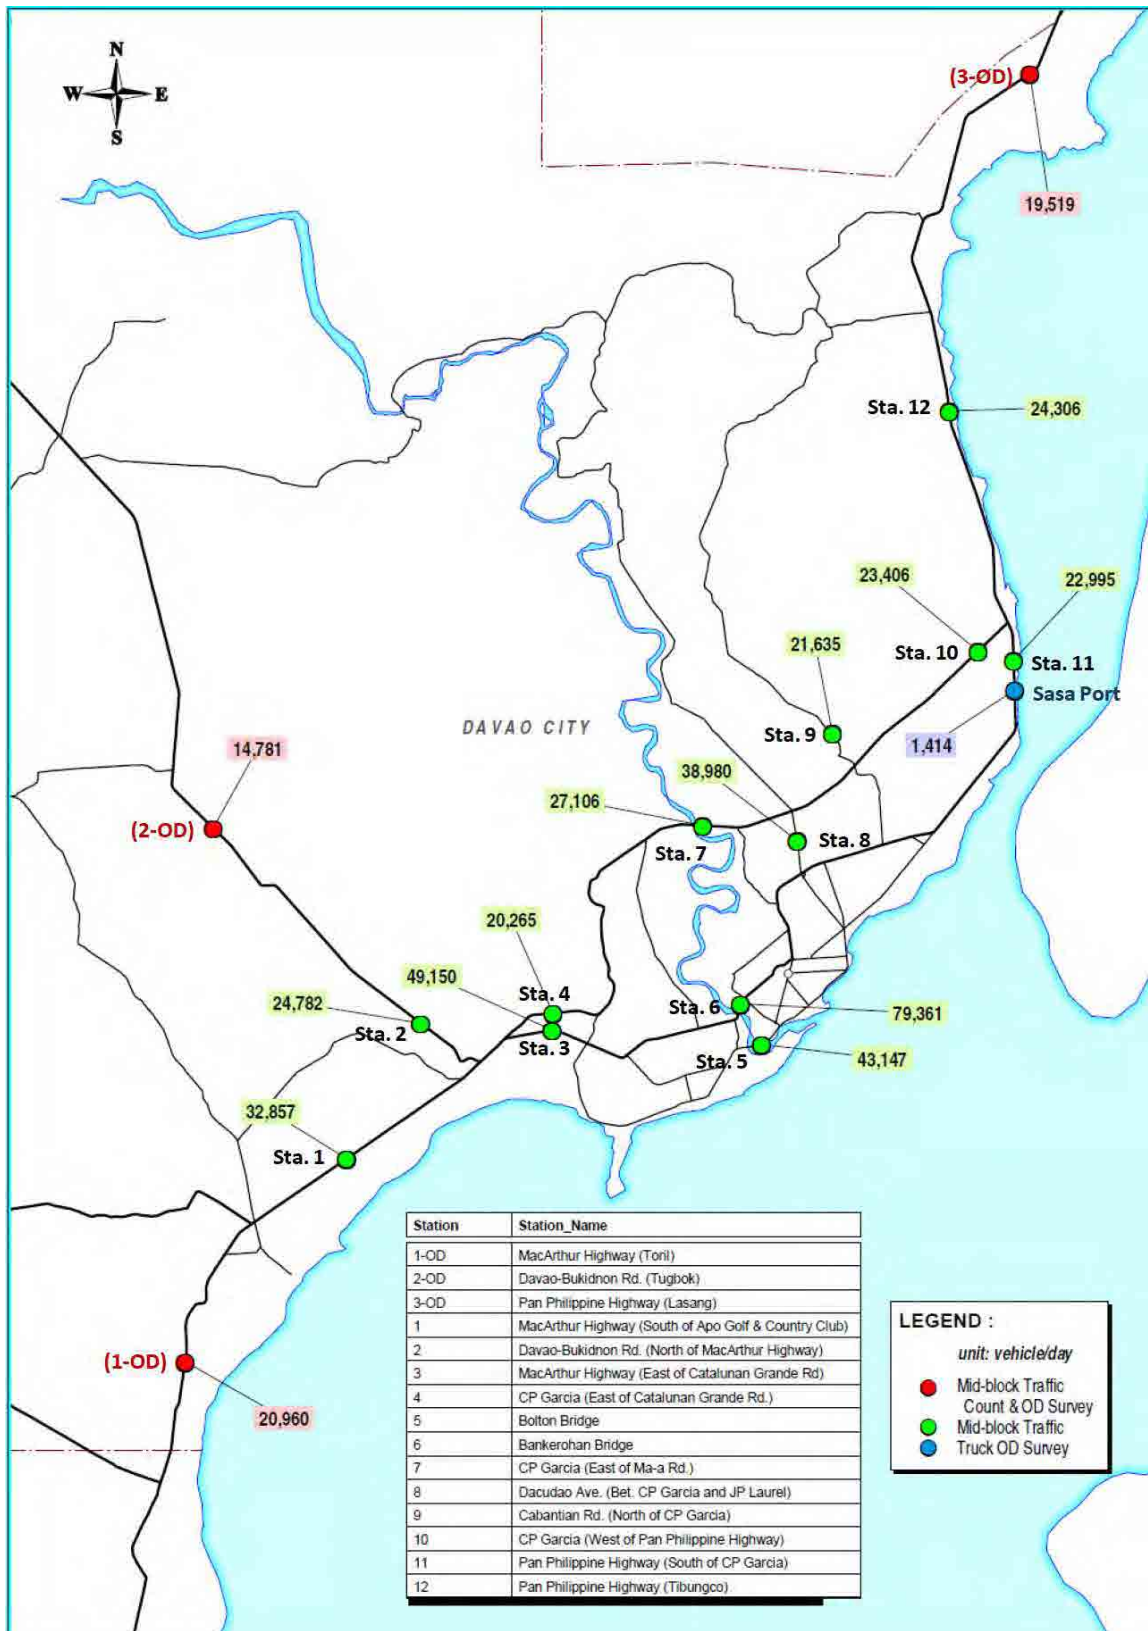 N
W E
S
(3-OD)
19,519
Sta. 12
24,306
23,406
22,995
21,635
Sta. 10
Sta. 11
Sasa Port
DAVAO CITY
Sta. 9
1,414
14,781
38,980
27,106
(2-OD)
Sta. 7
Sta. 8
20,265
49,150
Sta. 4
24,782
Sta. 2
Sta. 3
Sta. 6
79,361
Sta. 5
43,147
32,857
Sta. 1
(1-OD)
20,960
Station Station_Name
1-OD MacArthur Highway (Toril)
2-OD Davao-Bukidnon Rd. (Tugbok)
3-OD Pan Philippine Highway (Lasang)
1 MacArthur Highway (South of Apo Golf & Country Club)
2 Davao-Bukidnon Rd. (North of MacArthur Highway)
3 MacArthur Highway (East of Catalunan Grande Rd)
4 CP Garcia (East of Catalunan Grande Rd.)
5 Bolton Bridge
6 Bankerohan Bridge
7 CP Garcia (East of Ma-a Rd.)
8 Dacudao Ave. (Bet. CP Garcia and JP Laurel)
9 Cabantian Rd. (North of CP Garcia)
10 CP Garcia (West of Pan Philippine Highway)
11 Pan Philippine Highway (South of CP Garcia)
12 Pan Philippine Highway (Tibungco)
LEGEND :
unit: vehicle/day
Mid-block Traffic
Count & OD Survey
Mid-block Traffic
Truck OD Survey